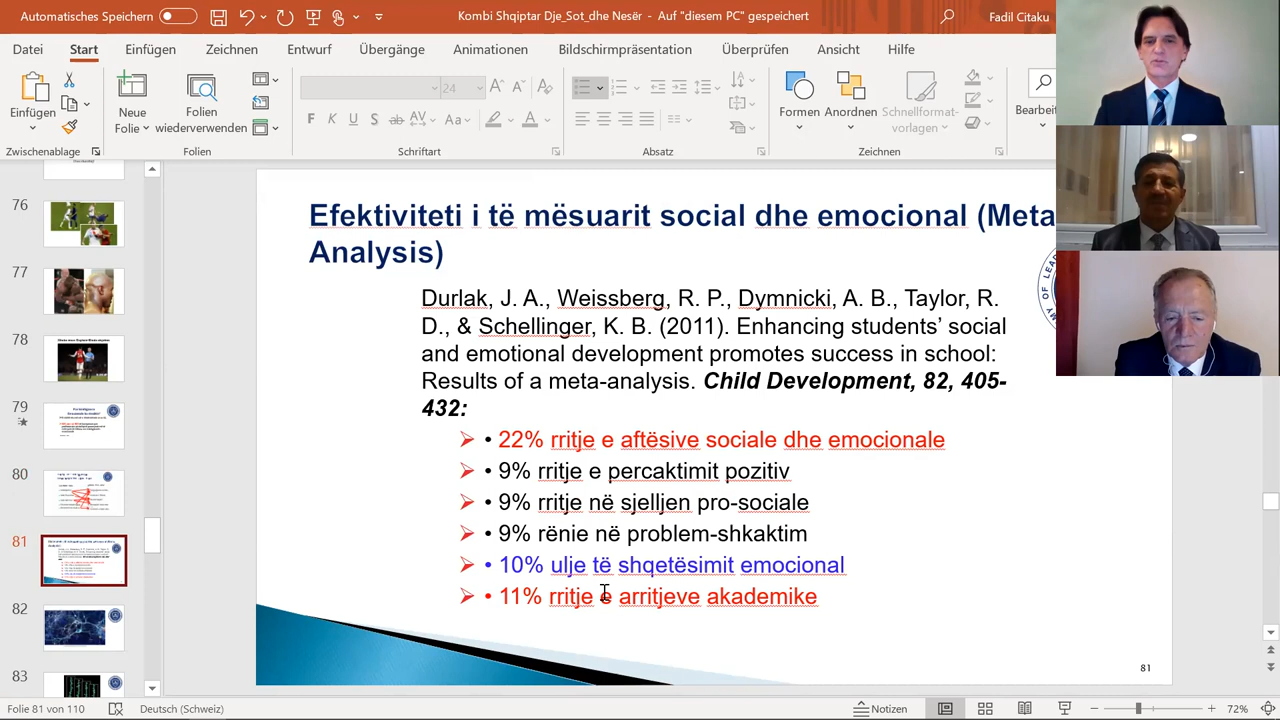 Automatisches Speichern
Kombi Shqiptar Dje_Sot_dhe Nesër - Auf "diesem PC" gespeichert
Fadil Citaku
Datei Start Einfügen Zeichnen Entwurf Übergänge Animationen Bildschirmpräsentation Überprüfen Ansicht Hilfe
Einfügen
Neue Folie
Folien wiederverwenden
Formen
Anordnen
Schnellformat-
vorlagen
Bearbeit
Zwischenablage Folien Schriftart Absatz Zeichnen
76
77
78
79
80
81
82
83
Efektiviteti i të mësuarit social dhe emocional (Meta
Analysis)
Durlak, J. A., Weissberg, R. P., Dymnicki, A. B., Taylor, R.
D., & Schellinger, K. B. (2011). Enhancing students’ social
and emotional development promotes success in school:
Results of a meta-analysis. Child Development, 82, 405-
432:
• 22% rritje e aftësive sociale dhe emocionale
• 9% rritje e percaktimit pozitiv
• 9% rritje në sjelljen pro-sociale
• 9% rënie në problem-shkaktim
• 10% ulje të shqetësimit emocional
• 11% rritje e arritjeve akademike
81
Folie 81 von 110
Deutsch (Schweiz)
Notizen
72%